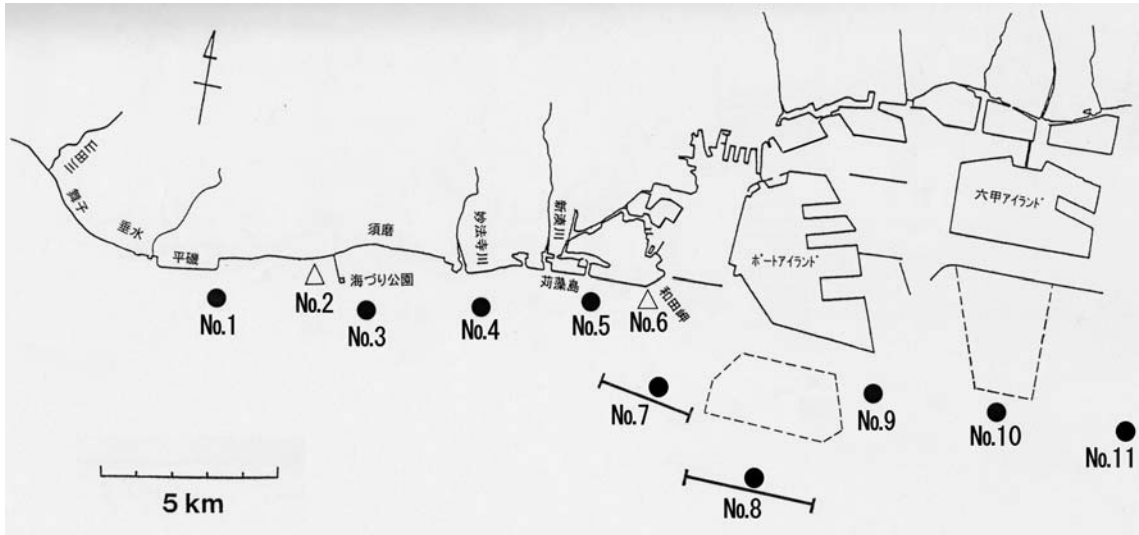 山田川
舞子
垂水
平磯
須磨
海づり公園
妙法寺川
新湊川
苅藻島
和田岬
ポートアイランド
六甲アイランド
No.1
No.2
No.3
No.4
No.5
No.6
No.7
No.8
No.9
No.10
No.11
5 km